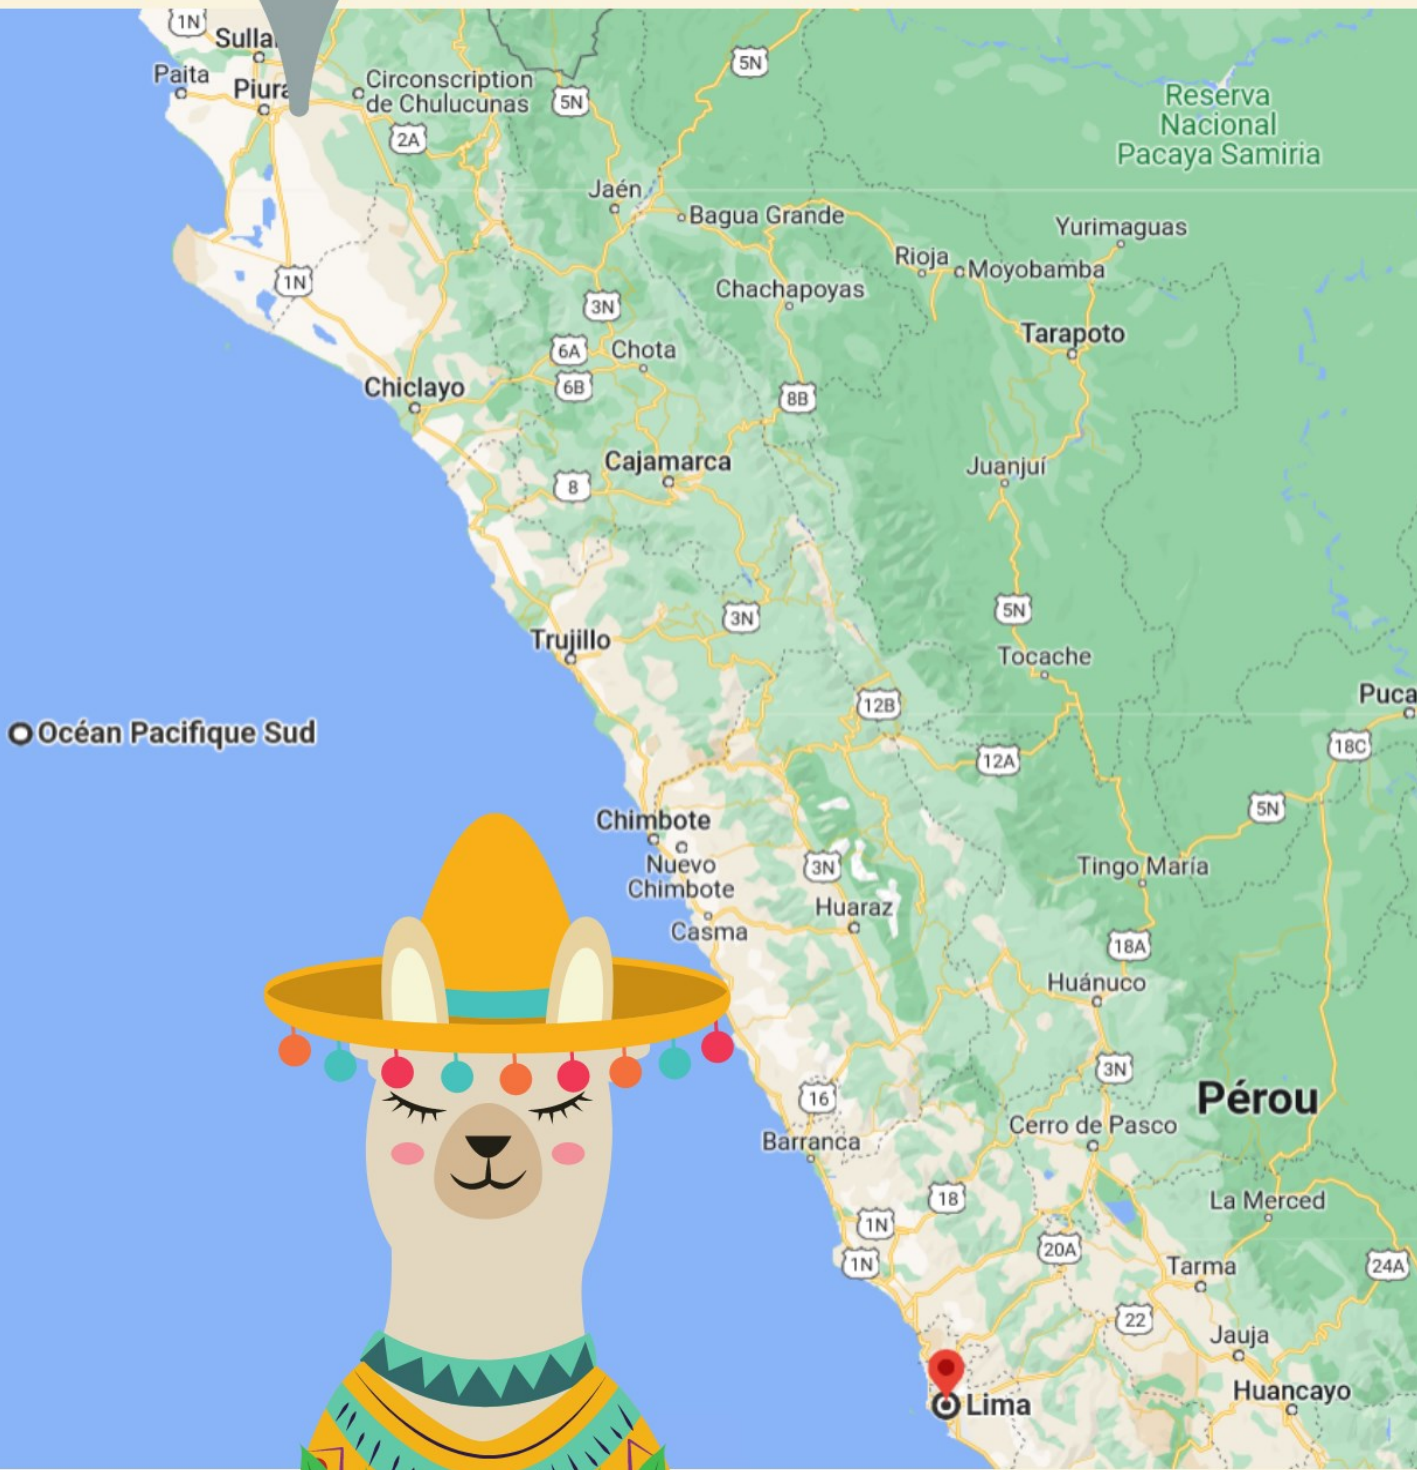 1N
Sulla
5N
Paita
Piura
Circonscription
de Chulucunas
5N
2A
Reserva
Nacional
Pacaya Samiria
Jaén
Bagua Grande
Yurimaguas
Rioja
Moyobamba
1N
Chachapoyas
3N
Tarapoto
6A
Chota
6B
Chiclayo
8B
Cajamarca
Juanjuí
8
5N
3N
Trujillo
Tocache
12B
Puca
Océan Pacifique Sud
18C
12A
5N
Chimbote
Nuevo
Chimbote
3N
Tingo María
Huaraz
Casma
18A
Huánuco
3N
16
Pérou
Cerro de Pasco
Barranca
18
La Merced
1N
20A
1N
Tarma
24A
22
Jauja
Huancayo
Lima